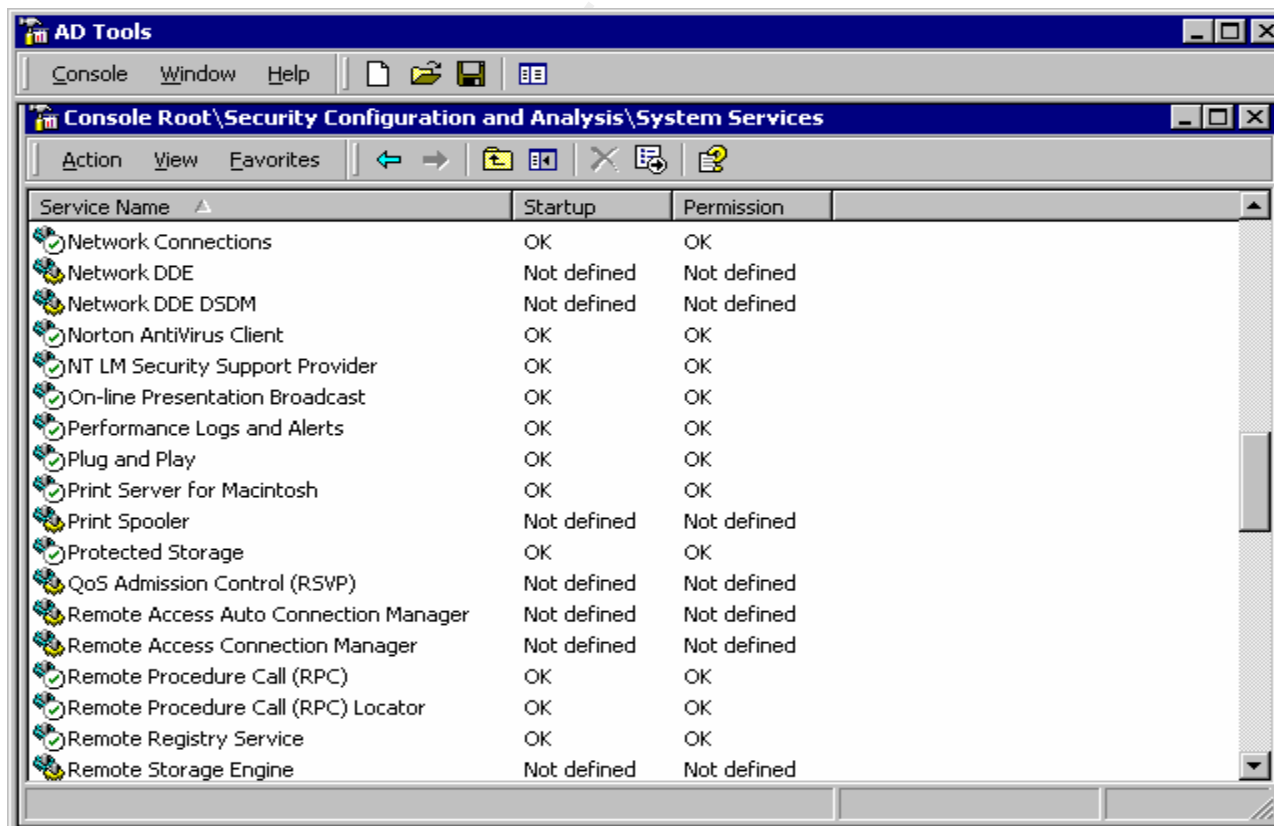 AD Tools
Console Window Help
Console Root\Security Configuration and Analysis\System Services
Action View Favorites
Service Name Startup Permission
Network Connections OK OK
Network DDE Not defined Not defined
Network DDE DSDM Not defined Not defined
Norton AntiVirus Client OK OK
NT LM Security Support Provider OK OK
On-line Presentation Broadcast OK OK
Performance Logs and Alerts OK OK
Plug and Play OK OK
Print Server for Macintosh OK OK
Print Spooler Not defined Not defined
Protected Storage OK OK
QoS Admission Control (RSVP) Not defined Not defined
Remote Access Auto Connection Manager Not defined Not defined
Remote Access Connection Manager Not defined Not defined
Remote Procedure Call (RPC) OK OK
Remote Procedure Call (RPC) Locator OK OK
Remote Registry Service OK OK
Remote Storage Engine Not defined Not defined